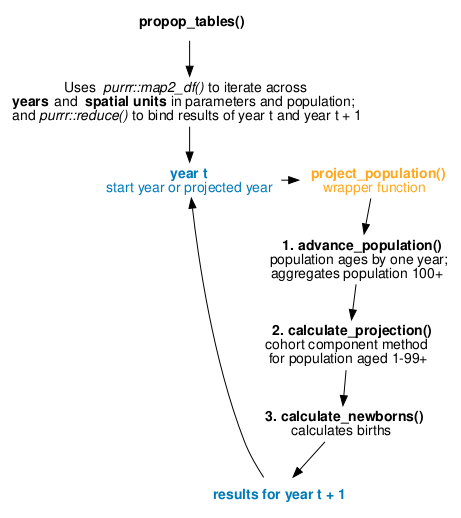 propop_tables()
Uses purrr::map2_df() to iterate across
years and spatial units in parameters and population;
and purrr::reduce() to bind results of year t and year t + 1
year t
start year or projected year
project_population()
wrapper function
1. advance_population()
population ages by one year;
aggregates population 100+
2. calculate_projection()
cohort component method
for population aged 1-99+
3. calculate_newborns()
calculates births
results for year t + 1